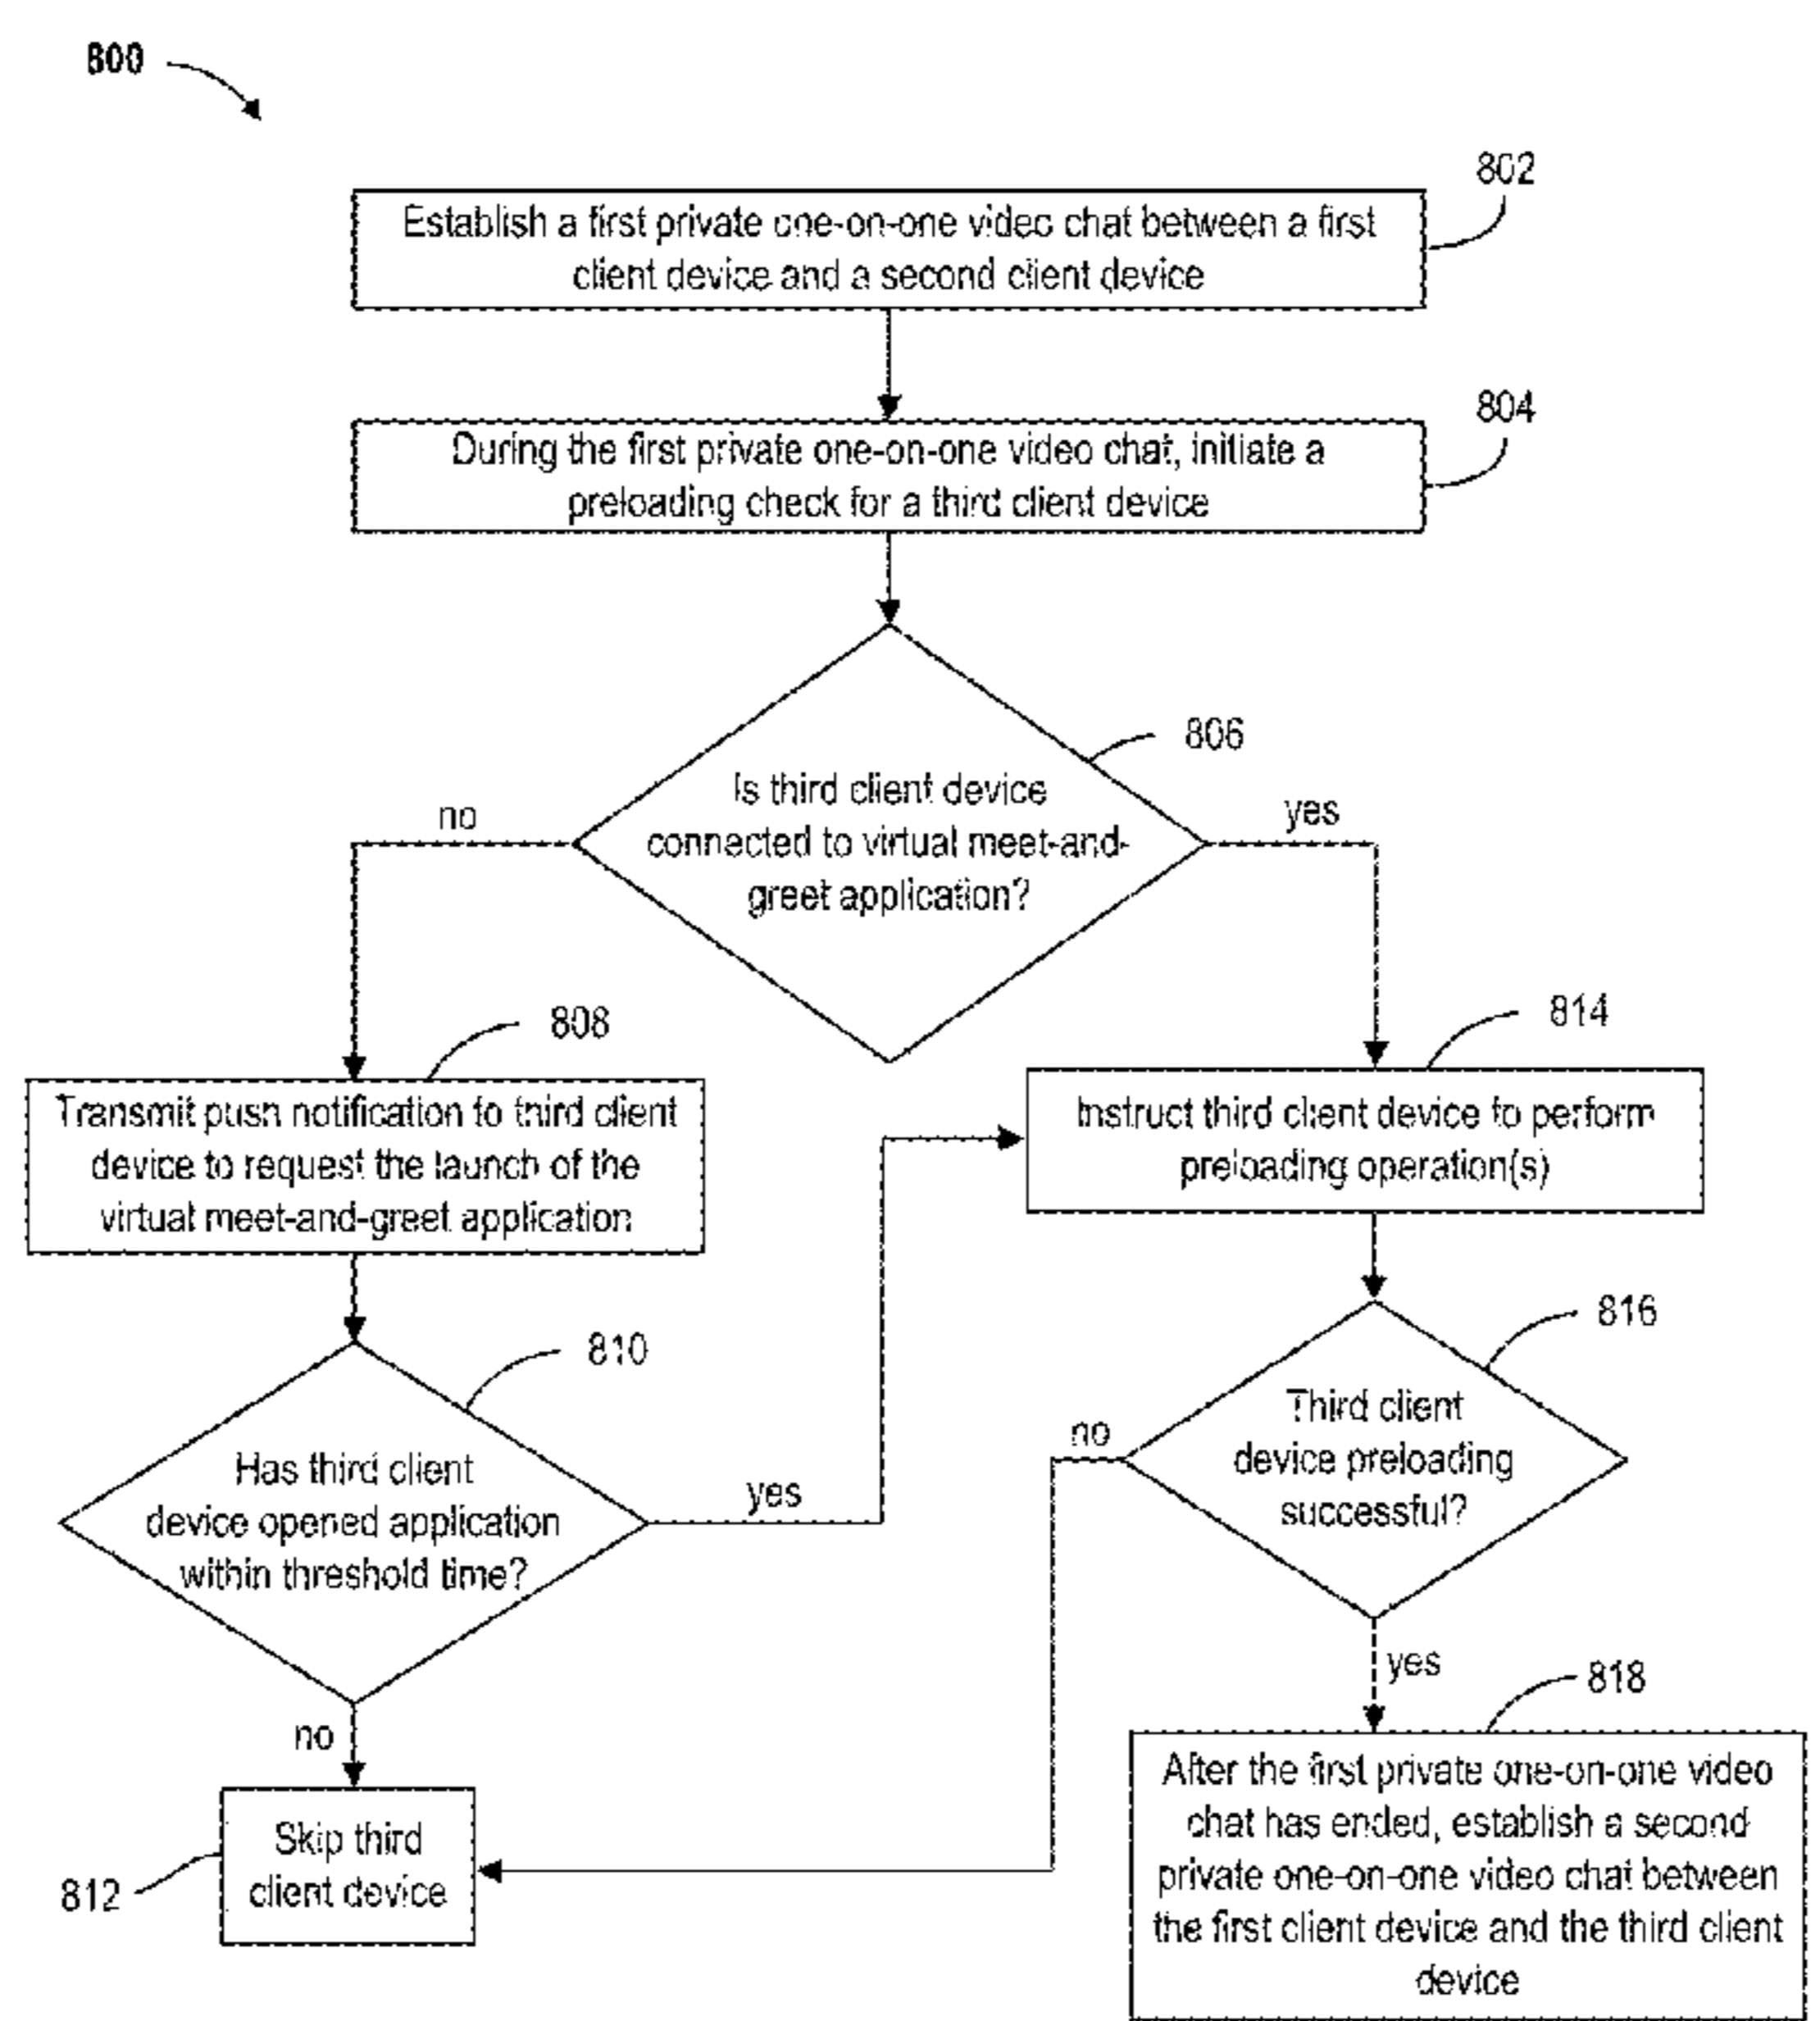 800
802
Establish a first private one-on-one video chat between a first
client device and a second client device
804
During the first private one-on-one video chat, initiate a
preloading check for a third client device
806
Is third client device
connected to virtual meet-and-
greet application?
no
yes
808
Transmit push notification to third client
device to request the launch of the
virtual meet-and-greet application
814
Instruct third client device to perform
preloading operation(s)
810
Has third client
device opened application
within threshold time?
yes
no
816
Third client
device preloading
successful?
no
yes
812
Skip third
client device
818
After the first private one-on-one video
chat has ended, establish a second
private one-on-one video chat between
the first client device and the third client
device